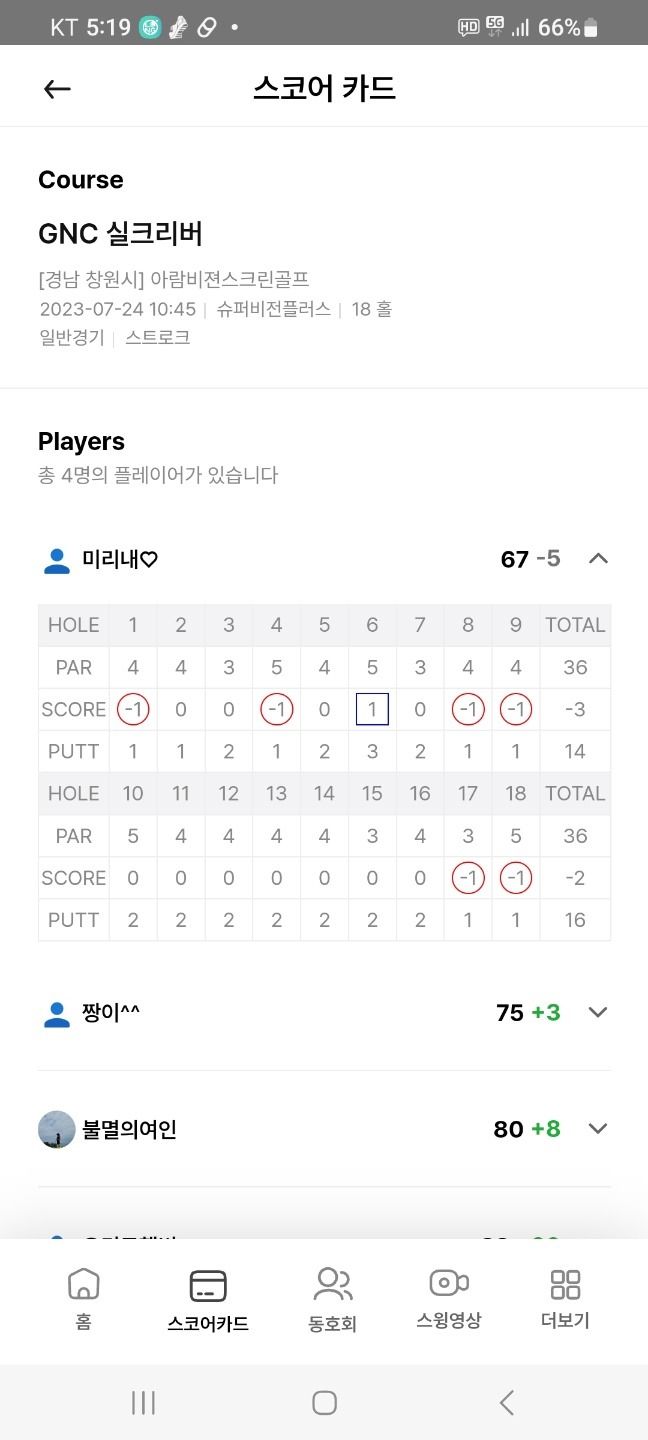 KT 5:19 HD 5G 66%
스코어 카드
Course
GNC 실크리버
[경남 창원시] 아람비젼스크린골프
2023-07-24 10:45 | 슈퍼비전플러스 | 18 홀
일반경기 | 스트로크
Players
총 4명의 플레이어가 있습니다
미리내♡ 67 -5
HOLE 1 2 3 4 5 6 7 8 9 TOTAL
PAR 4 4 3 5 4 5 3 4 4 36
SCORE -1 0 0 -1 0 1 0 -1 -1 -3
PUTT 1 1 2 1 2 3 2 1 1 14
HOLE 10 11 12 13 14 15 16 17 18 TOTAL
PAR 5 4 4 4 4 3 4 3 5 36
SCORE 0 0 0 0 0 0 0 -1 -1 -2
PUTT 2 2 2 2 2 2 2 1 1 16
짱이^^ 75 +3
불멸의여인 80 +8
홈 스코어카드 동호회 스윙영상 더보기